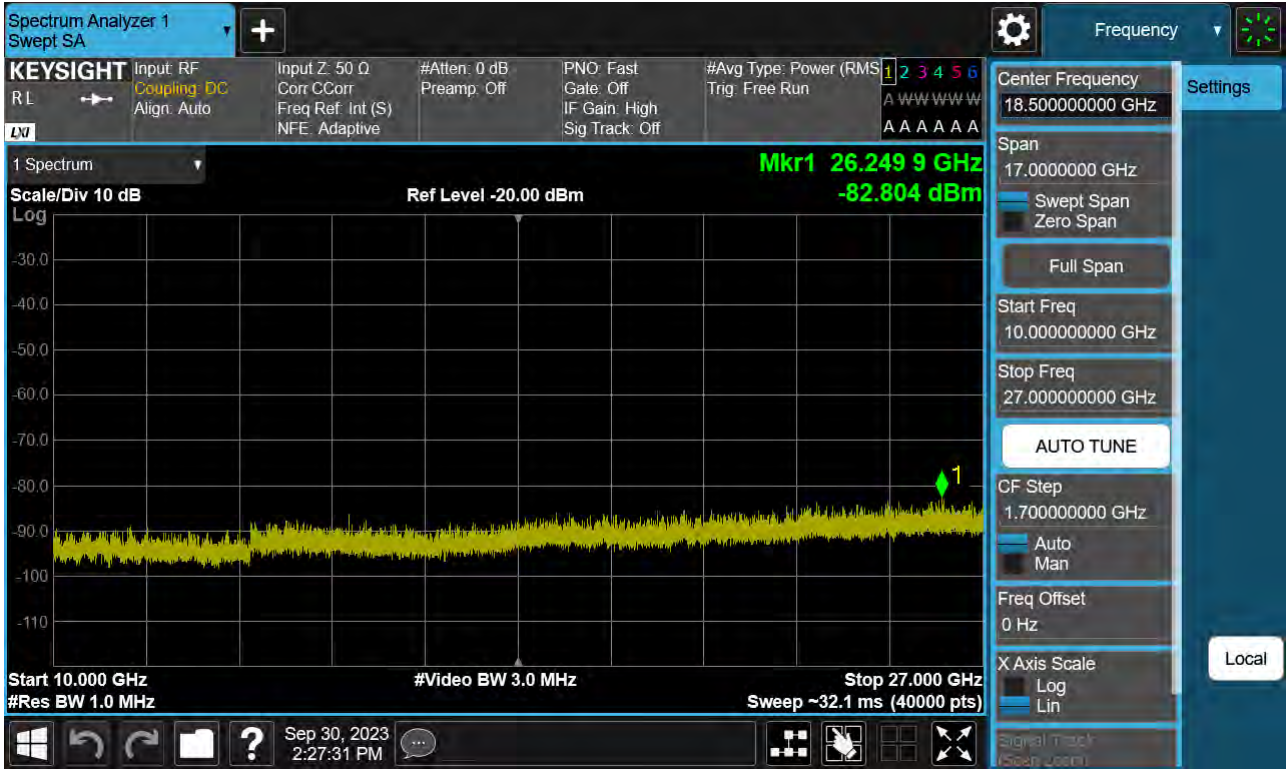 Spectrum Analyzer 1
Swept SA
+
Frequency
KEYSIGHT
RL
LXI
Input: RF
Coupling: DC
Align: Auto
Input Z: 50 Ω
Corr CCorr
Freq Ref: Int (S)
NFE: Adaptive
#Atten: 0 dB
Preamp: Off
PNO: Fast
Gate: Off
IF Gain: High
Sig Track: Off
#Avg Type: Power (RMS
Trig: Free Run
1 2 3 4 5 6
A W W W W W
A A A A A A
1 Spectrum
Mkr1 26.249 9 GHz
Scale/Div 10 dB
Ref Level -20.00 dBm
-82.804 dBm
Log
-30.0
-40.0
-50.0
-60.0
-70.0
-80.0
1
-90.0
-100
-110
Start 10.000 GHz
#Video BW 3.0 MHz
Stop 27.000 GHz
#Res BW 1.0 MHz
Sweep ~32.1 ms (40000 pts)
Center Frequency
18.500000000 GHz
Settings
Span
17.0000000 GHz
Swept Span
Zero Span
Full Span
Start Freq
10.000000000 GHz
Stop Freq
27.000000000 GHz
AUTO TUNE
CF Step
1.700000000 GHz
Auto
Man
Freq Offset
0 Hz
X Axis Scale
Log
Lin
Local
Signal Track
(Span Zoom)
?
Sep 30, 2023
2:27:31 PM